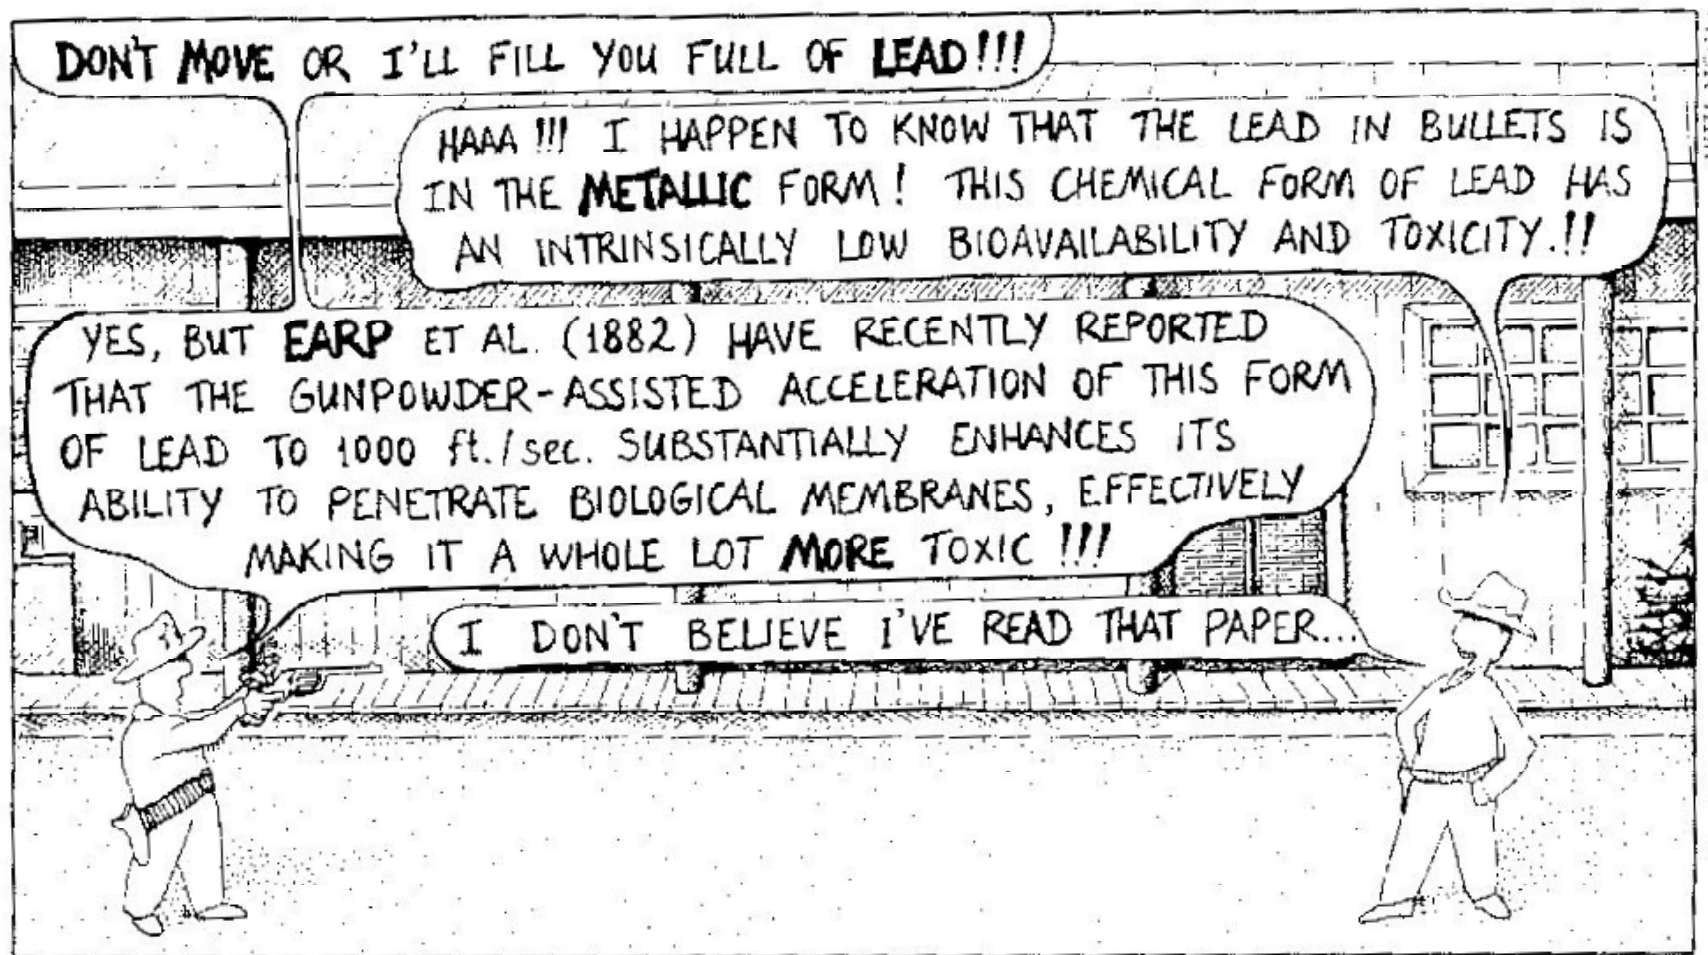 DON'T MOVE OR I'LL FILL YOU FULL OF LEAD!!!
HAAA !!! I HAPPEN TO KNOW THAT THE LEAD IN BULLETS IS
IN THE METALLIC FORM! THIS CHEMICAL FORM OF LEAD HAS
AN INTRINSICALLY LOW BIOAVAILABILITY AND TOXICITY.!!
YES, BUT EARP ET AL. (1882) HAVE RECENTLY REPORTED
THAT THE GUNPOWDER-ASSISTED ACCELERATION OF THIS FORM
OF LEAD TO 1000 ft./sec. SUBSTANTIALLY ENHANCES ITS
ABILITY TO PENETRATE BIOLOGICAL MEMBRANES, EFFECTIVELY
MAKING IT A WHOLE LOT MORE TOXIC !!!
I DON'T BELIEVE I'VE READ THAT PAPER...